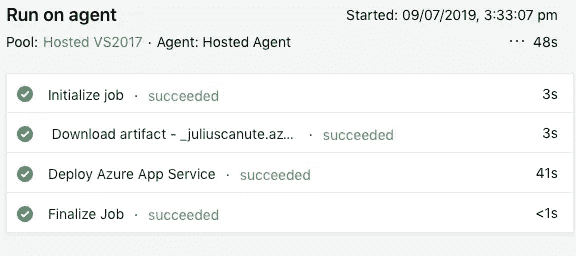 Run on agent Started: 09/07/2019, 3:33:07 pm
Pool: Hosted VS2017 · Agent: Hosted Agent ··· 48s
Initialize job · succeeded 3s
Download artifact - _juliuscanute.az... · succeeded 3s
Deploy Azure App Service · succeeded 41s
Finalize Job · succeeded <1s